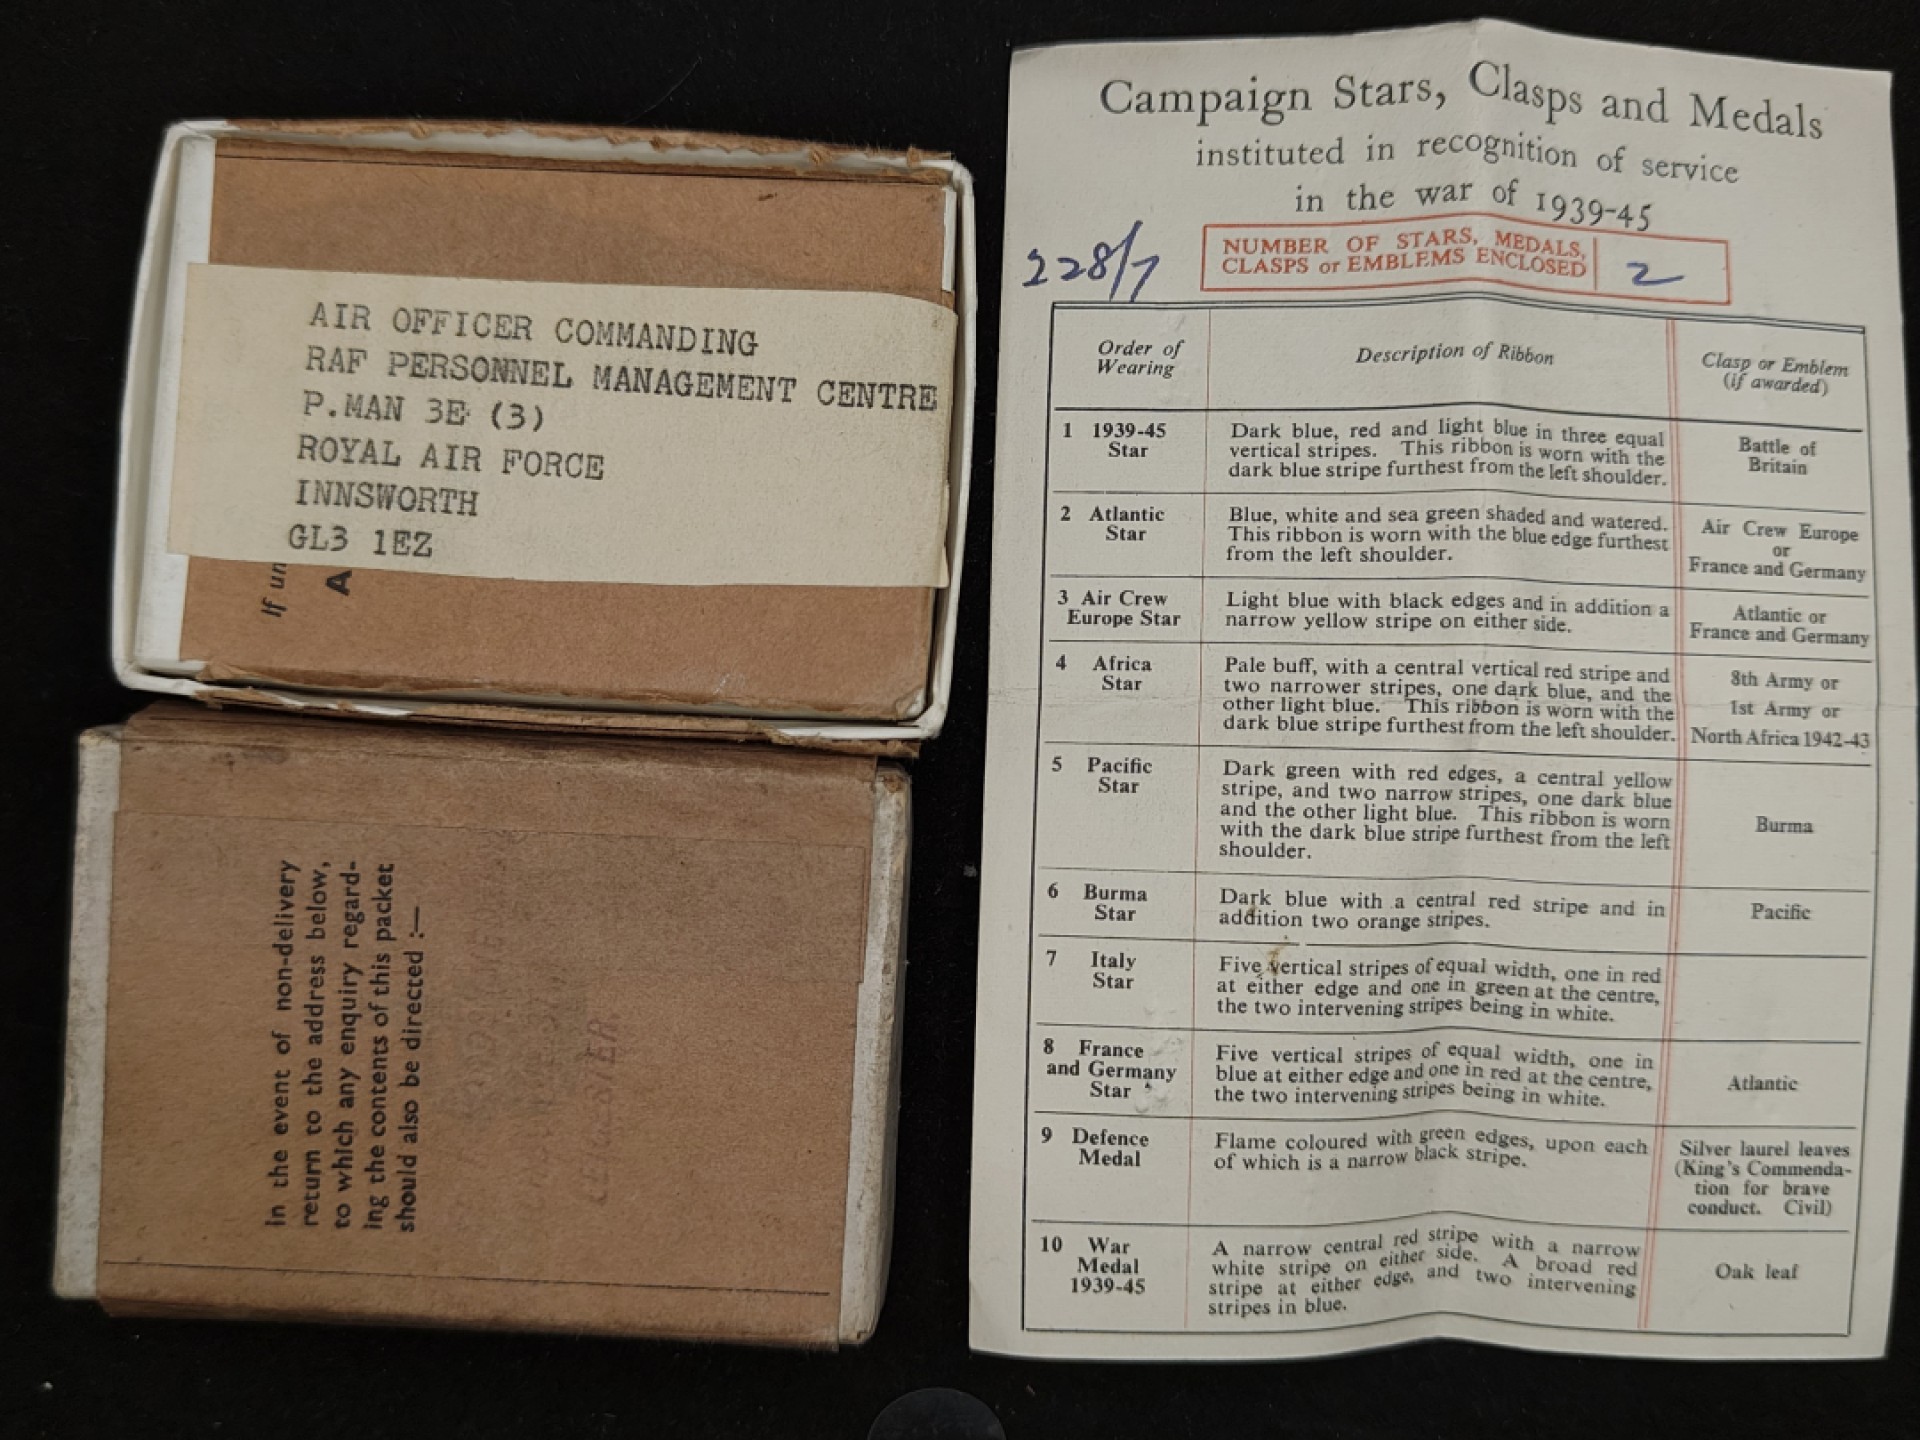 AIR OFFICER COMMANDING
RAF PERSONNEL MANAGEMENT CENTRE
P.MAN 3E (3)
ROYAL AIR FORCE
INNSWORTH
GL3 1EZ
If un
A
In the event of non-delivery
return to the address below,
to which any enquiry regard-
ing the contents of this packet
should also be directed :—
Campaign Stars, Clasps and Medals
instituted in recognition of service
in the war of 1939-45
228/7
NUMBER OF STARS, MEDALS,
CLASPS or EMBLEMS ENCLOSED
2
Order of
Wearing
Description of Ribbon
Clasp or Emblem
(if awarded)
1 1939-45
Star
Dark blue, red and light blue in three equal
vertical stripes. This ribbon is worn with the
dark blue stripe furthest from the left shoulder.
Battle of
Britain
2 Atlantic
Star
Blue, white and sea green shaded and watered.
This ribbon is worn with the blue edge furthest
from the left shoulder.
Air Crew Europe
or
France and Germany
3 Air Crew
Europe Star
Light blue with black edges and in addition a
narrow yellow stripe on either side.
Atlantic or
France and Germany
4 Africa
Star
Pale buff, with a central vertical red stripe and
two narrower stripes, one dark blue, and the
other light blue. This ribbon is worn with the
dark blue stripe furthest from the left shoulder.
8th Army or
1st Army or
North Africa 1942-43
5 Pacific
Star
Dark green with red edges, a central yellow
stripe, and two narrow stripes, one dark blue
and the other light blue. This ribbon is worn
with the dark blue stripe furthest from the left
shoulder.
Burma
6 Burma
Star
Dark blue with a central red stripe and in
addition two orange stripes.
Pacific
7 Italy
Star
Five vertical stripes of equal width, one in red
at either edge and one in green at the centre,
the two intervening stripes being in white.
8 France
and Germany
Star
Five vertical stripes of equal width, one in
blue at either edge and one in red at the centre,
the two intervening stripes being in white.
Atlantic
9 Defence
Medal
Flame coloured with green edges, upon each
of which is a narrow black stripe.
Silver laurel leaves
(King's Commenda-
tion for brave
conduct. Civil)
10 War
Medal
1939-45
A narrow central red stripe with a narrow
white stripe on either side. A broad red
stripe at either edge, and two intervening
stripes in blue.
Oak leaf